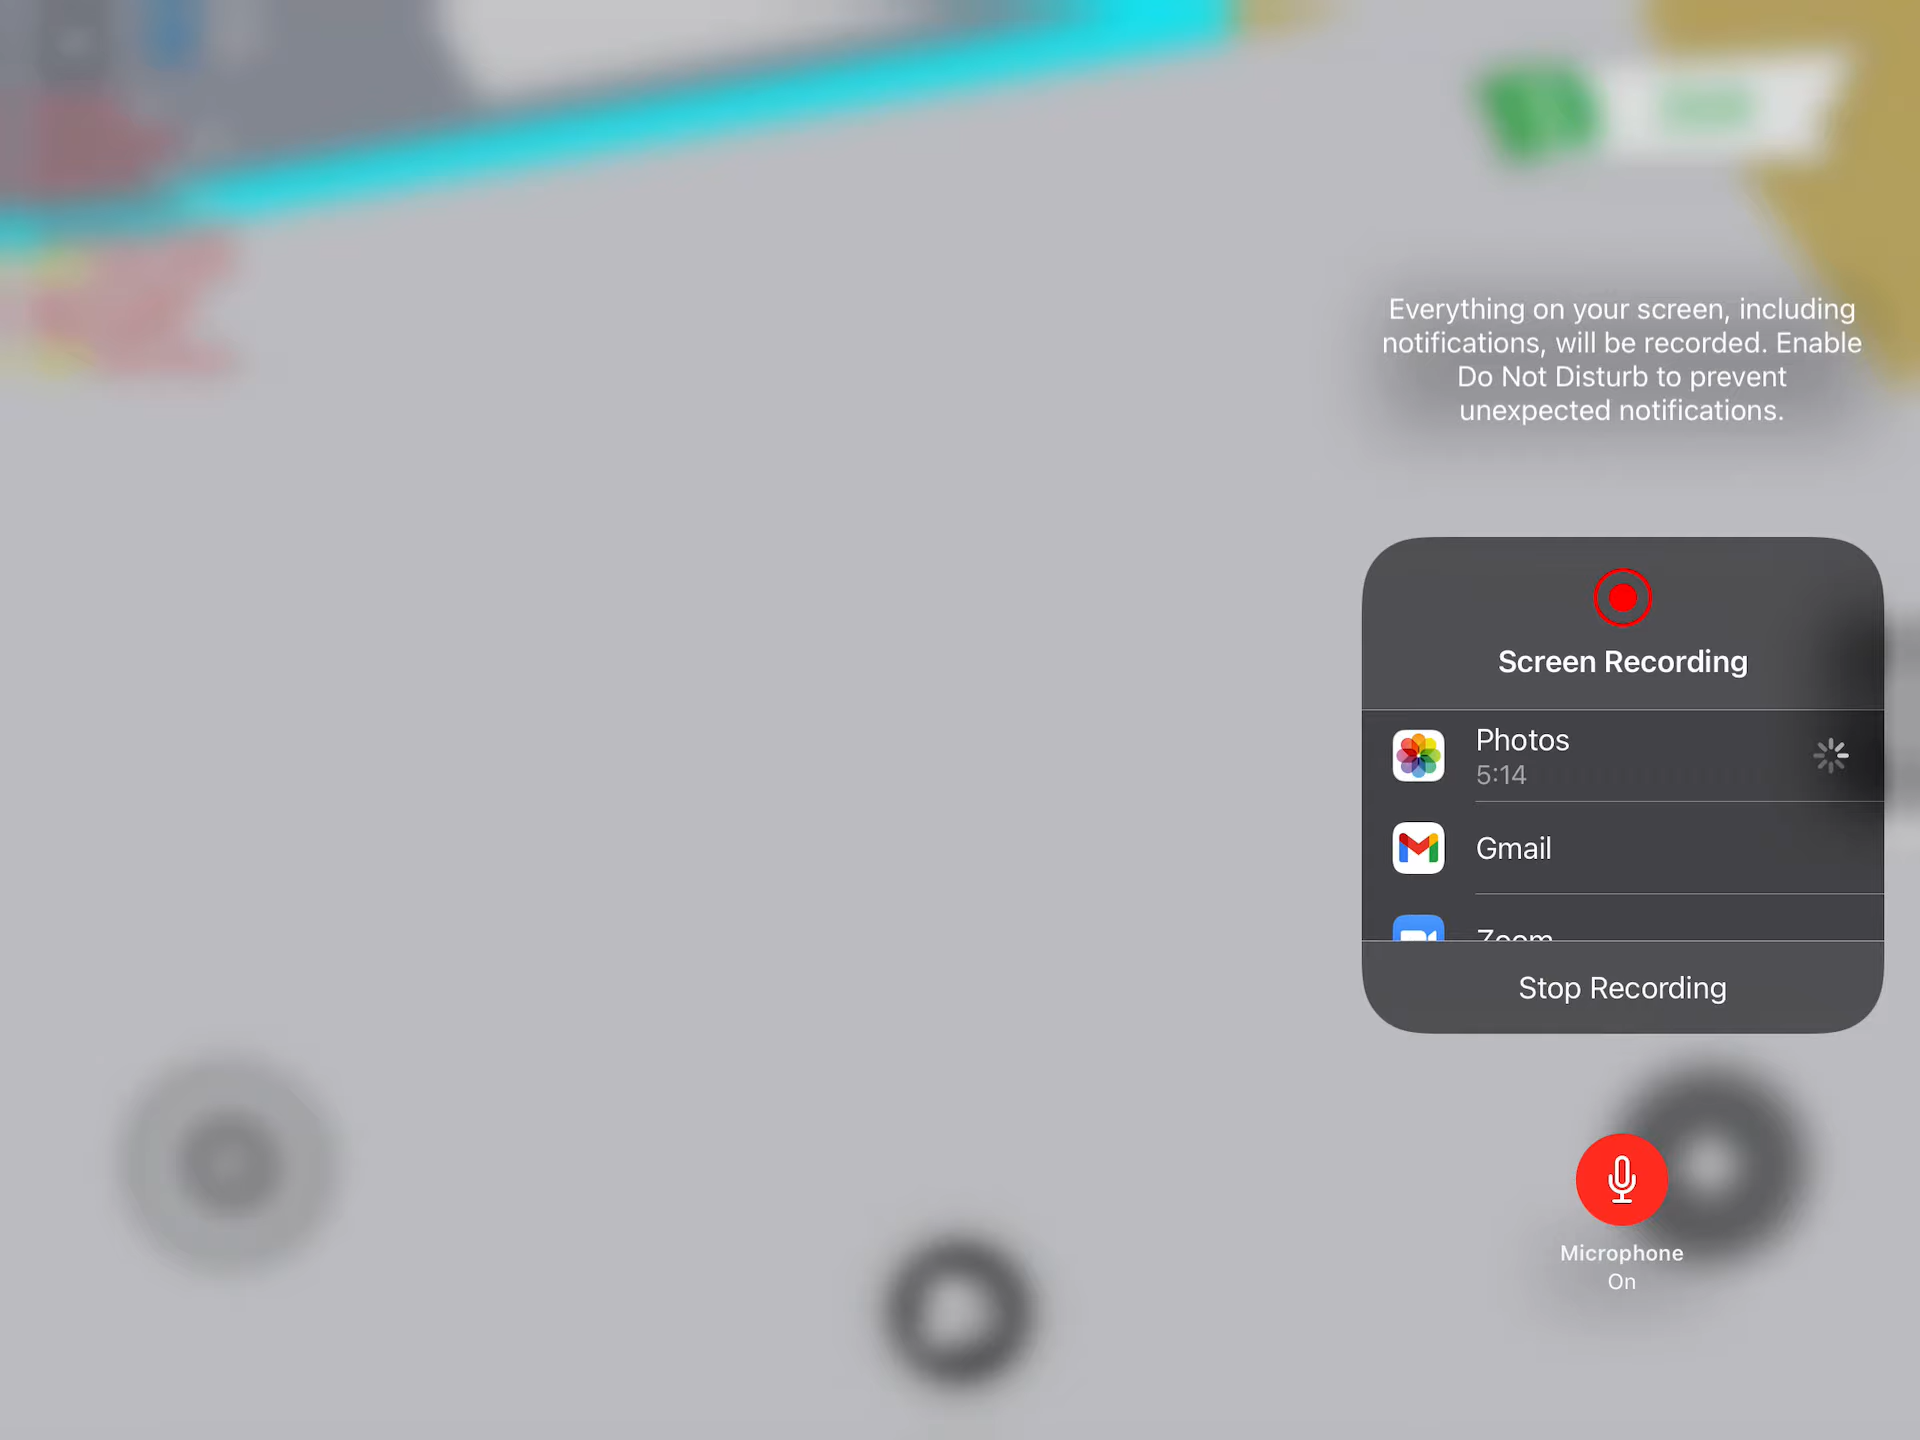 Everything on your screen, including
notifications, will be recorded. Enable
Do Not Disturb to prevent
unexpected notifications.
Screen Recording
Photos
5:14
Gmail
Zoom
Stop Recording
Microphone
On